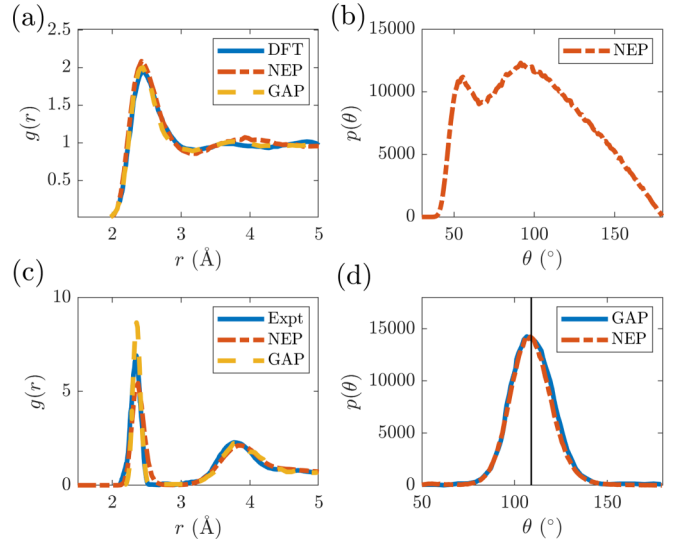 (a)
2.5
2
1.5
1
0.5
g(r)
2
3
4
5
r (Å)
DFT
NEP
GAP
(b)
15000
10000
5000
0
p(θ)
50
100
150
θ (°)
NEP
(c)
10
5
0
g(r)
2
3
4
5
r (Å)
Expt
NEP
GAP
(d)
15000
10000
5000
0
p(θ)
50
100
150
θ (°)
GAP
NEP